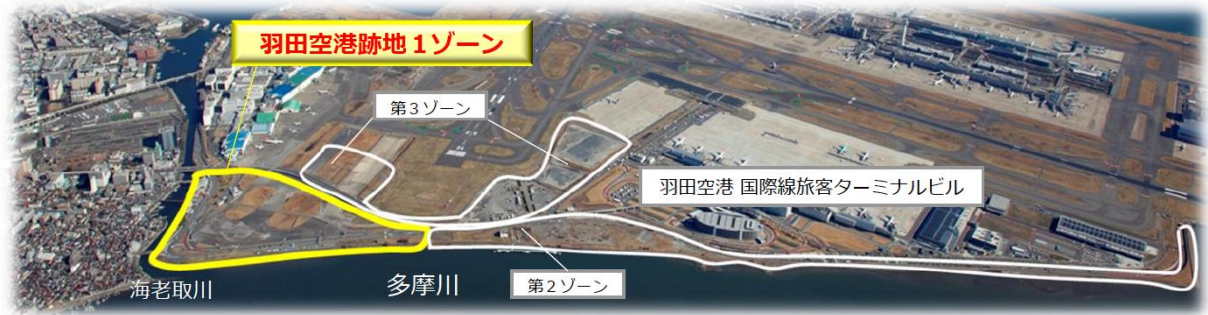 羽田空港跡地1ゾーン
第3ゾーン
羽田空港 国際線旅客ターミナルビル
海老取川
多摩川
第2ゾーン